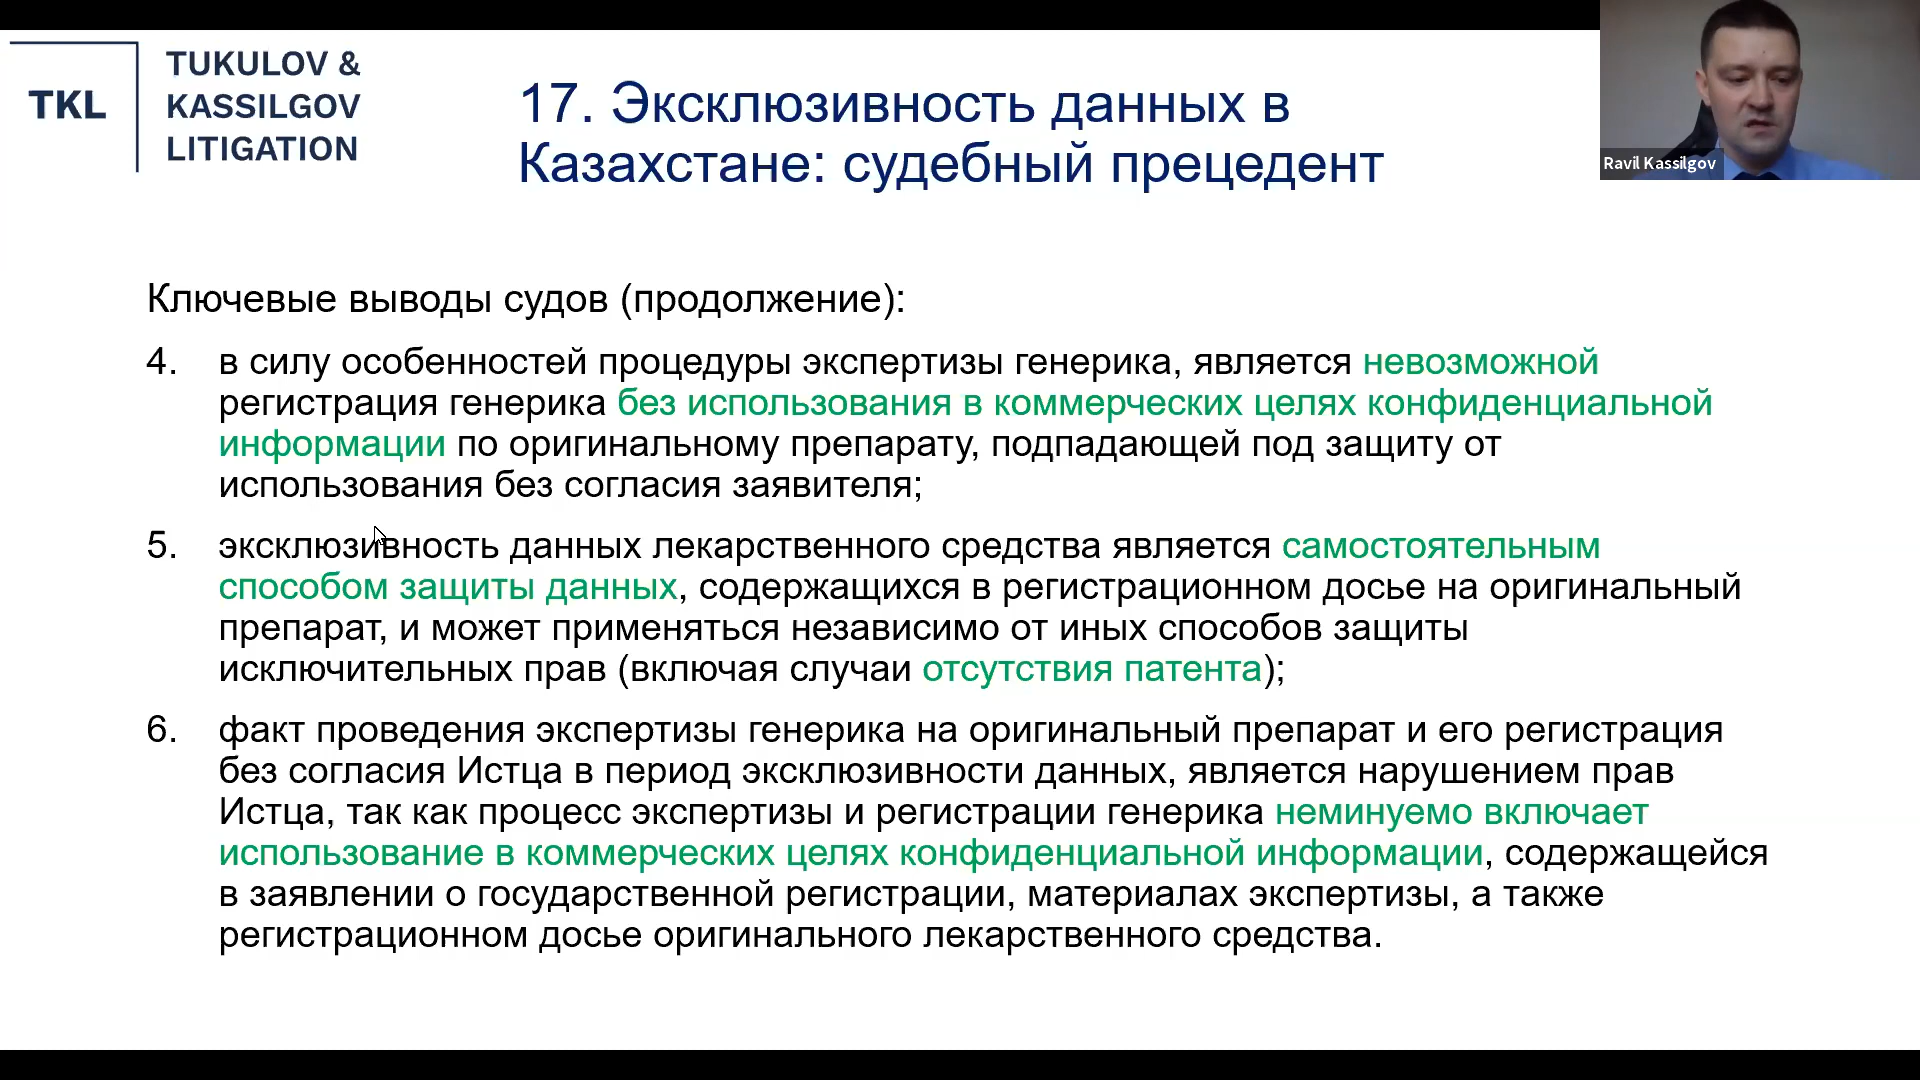 TKL
TUKULOV &
KASSILGOV
LITIGATION
17. Эксклюзивность данных в
Казахстане: судебный прецедент
Ravil Kassilgov
Ключевые выводы судов (продолжение):
4. в силу особенностей процедуры экспертизы генерика, является невозможной
регистрация генерика без использования в коммерческих целях конфиденциальной
информации по оригинальному препарату, подпадающей под защиту от
использования без согласия заявителя;
5. эксклюзивность данных лекарственного средства является самостоятельным
способом защиты данных, содержащихся в регистрационном досье на оригинальный
препарат, и может применяться независимо от иных способов защиты
исключительных прав (включая случаи отсутствия патента);
6. факт проведения экспертизы генерика на оригинальный препарат и его регистрация
без согласия Истца в период эксклюзивности данных, является нарушением прав
Истца, так как процесс экспертизы и регистрации генерика неминуемо включает
использование в коммерческих целях конфиденциальной информации, содержащейся
в заявлении о государственной регистрации, материалах экспертизы, а также
регистрационном досье оригинального лекарственного средства.